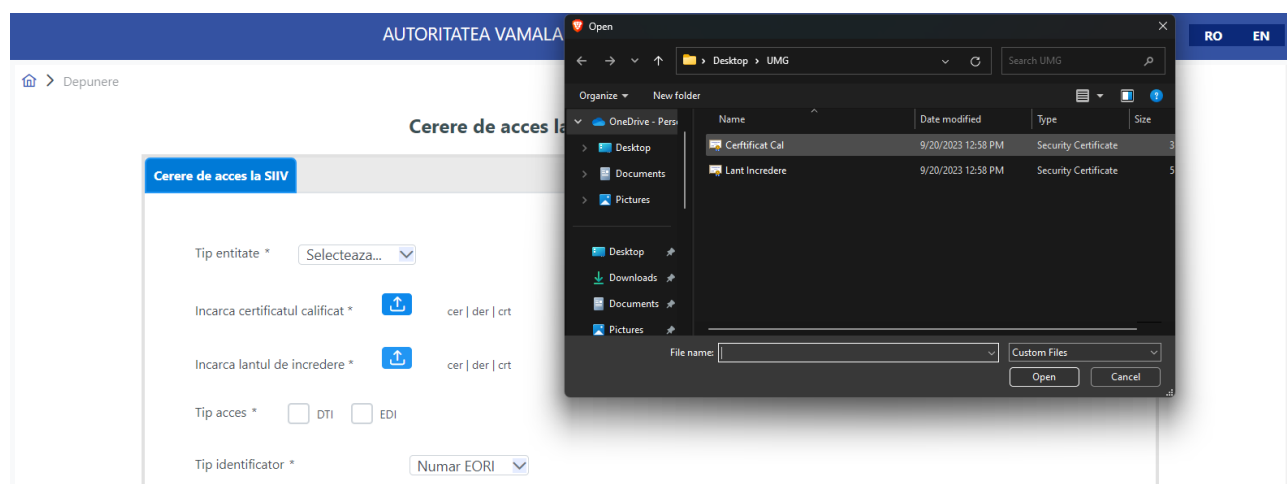 AUTORITATEA VAMALA
RO EN
Depunere
Cerere de acces la
Cerere de acces la SIIV
Tip entitate * Selecteaza...
Incarca certificatul calificat * cer | der | crt
Incarca lantul de incredere * cer | der | crt
Tip acces * DTI EDI
Tip identificator * Numar EORI
Open
Desktop › UMG
Search UMG
Organize New folder
Name Date modified Type Size
OneDrive - Pers
Desktop
Documents
Pictures
Cerftificat Cal 9/20/2023 12:58 PM Security Certificate 3
Lant Incredere 9/20/2023 12:58 PM Security Certificate 5
Desktop
Downloads
Documents
Pictures
File name: Custom Files
Open Cancel